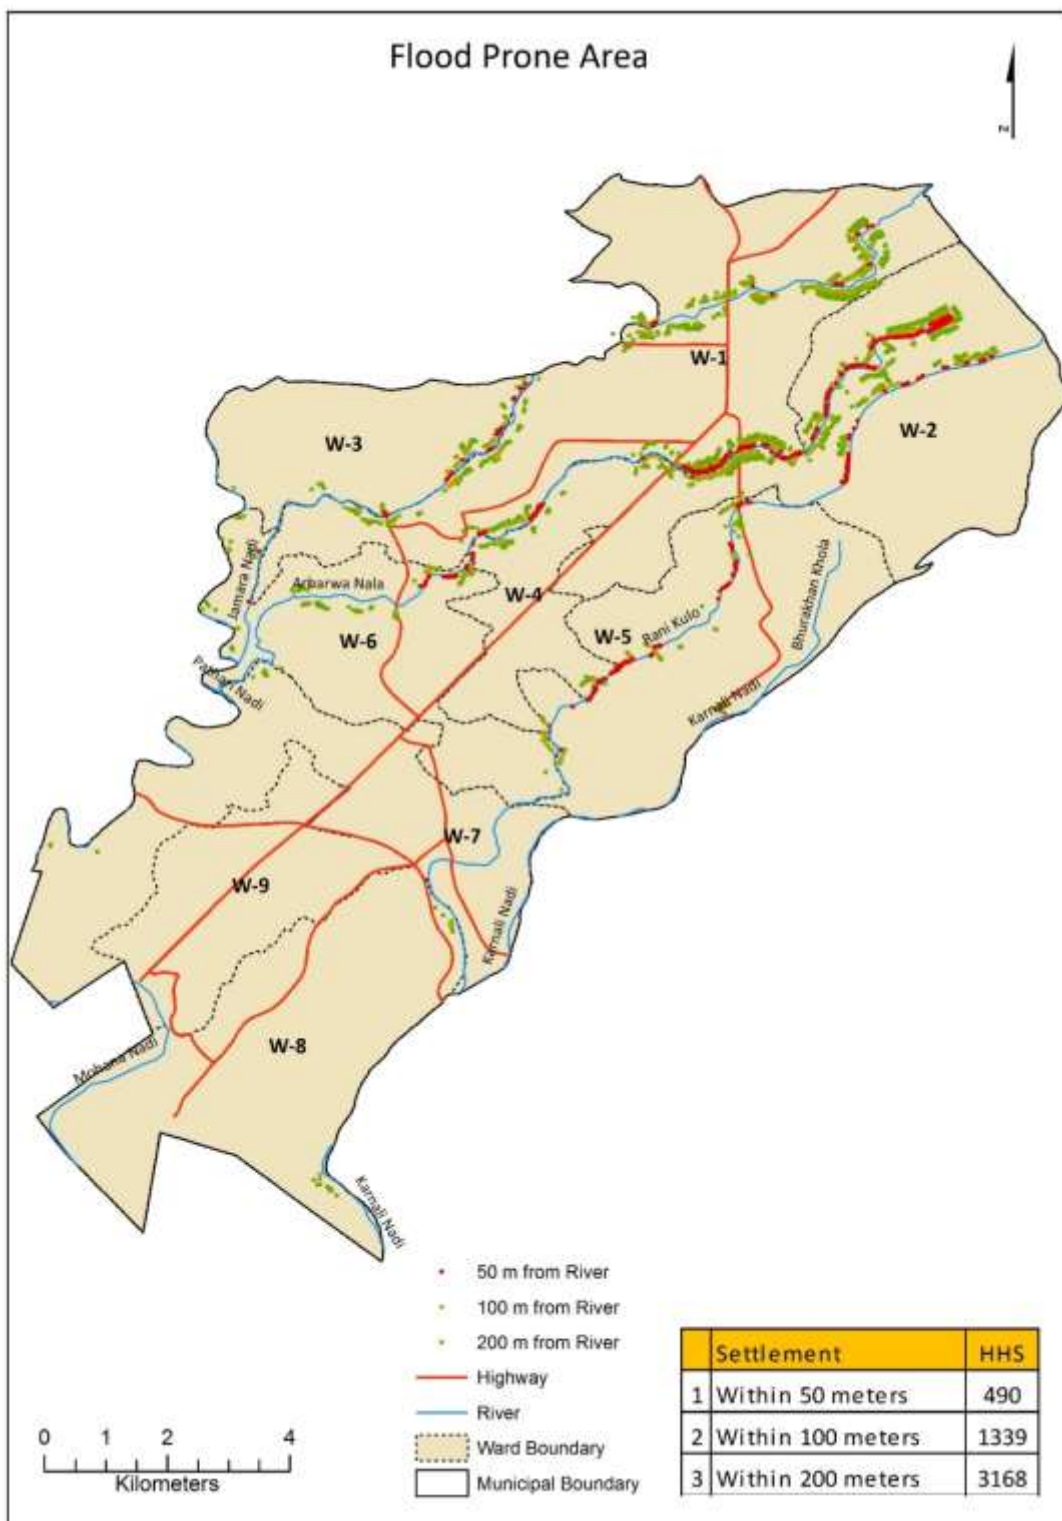 Flood Prone Area
z
W-1
W-3
W-2
Jamara Nadi
Amarwa Nala
W-4
W-6
W-5
Rani Kulo
Bhurakhan Khola
Karnali Nadi
W-7
W-9
Karnali Nadi
W-8
Mohana Nadi
Karnali Nadi
50 m from River
100 m from River
200 m from River
Highway
River
Ward Boundary
Municipal Boundary
0 1 2 4
Kilometers
Settlement HHS
1 Within 50 meters 490
2 Within 100 meters 1339
3 Within 200 meters 3168